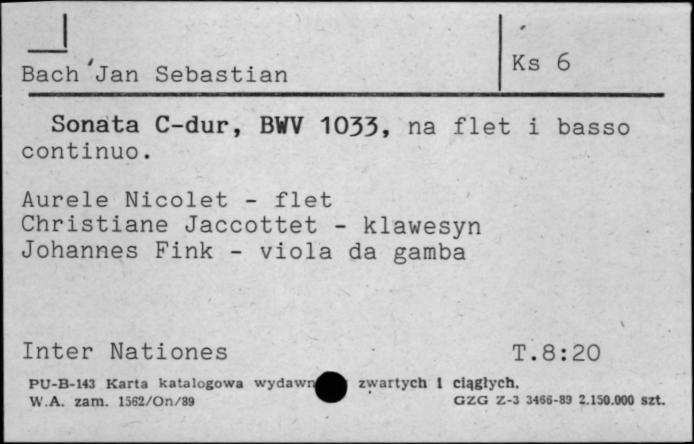 Bach Jan Sebastian
Ks 6
Sonata C-dur, BWV 1033, na flet i basso
continuo.
Aurele Nicolet - flet
Christiane Jaccottet - klawesyn
Johannes Fink - viola da gamba
Inter Nationes T.8:20
PU-B-143 Karta katalogowa zwartych i ciągłych.
W.A. zam. 1562/On/89 GZG Z-3 3466-89 2.150.000 szt.